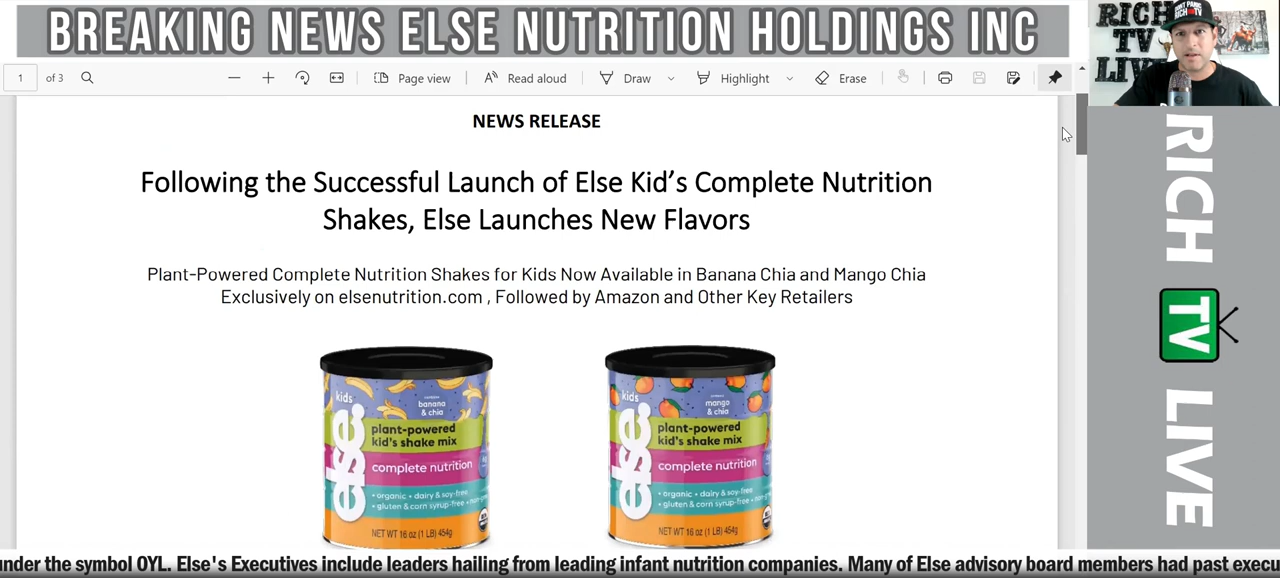 BREAKING NEWS ELSE NUTRITION HOLDINGS INC
RICH
TV
LIVE
DON'T PANIC
RICH TV
1 of 3 Page view Read aloud Draw Highlight Erase
NEWS RELEASE
Following the Successful Launch of Else Kid's Complete Nutrition
Shakes, Else Launches New Flavors
Plant-Powered Complete Nutrition Shakes for Kids Now Available in Banana Chia and Mango Chia
Exclusively on elsenutrition.com , Followed by Amazon and Other Key Retailers
kids
banana
& chia
else.
plant-powered
kid's shake mix
complete nutrition
• organic • dairy & soy-free
• gluten & corn syrup-free •
NET WT 16 oz (1 LB) 454g
kids
mango
& chia
else.
plant-powered
kid's shake mix
complete nutrition
• organic • dairy & soy-free
• gluten & corn syrup-free •
NET WT 16 oz (1 LB) 454g
RICH TV LIVE
under the symbol OYL. Else's Executives include leaders hailing from leading infant nutrition companies. Many of Else advisory board members had past execu